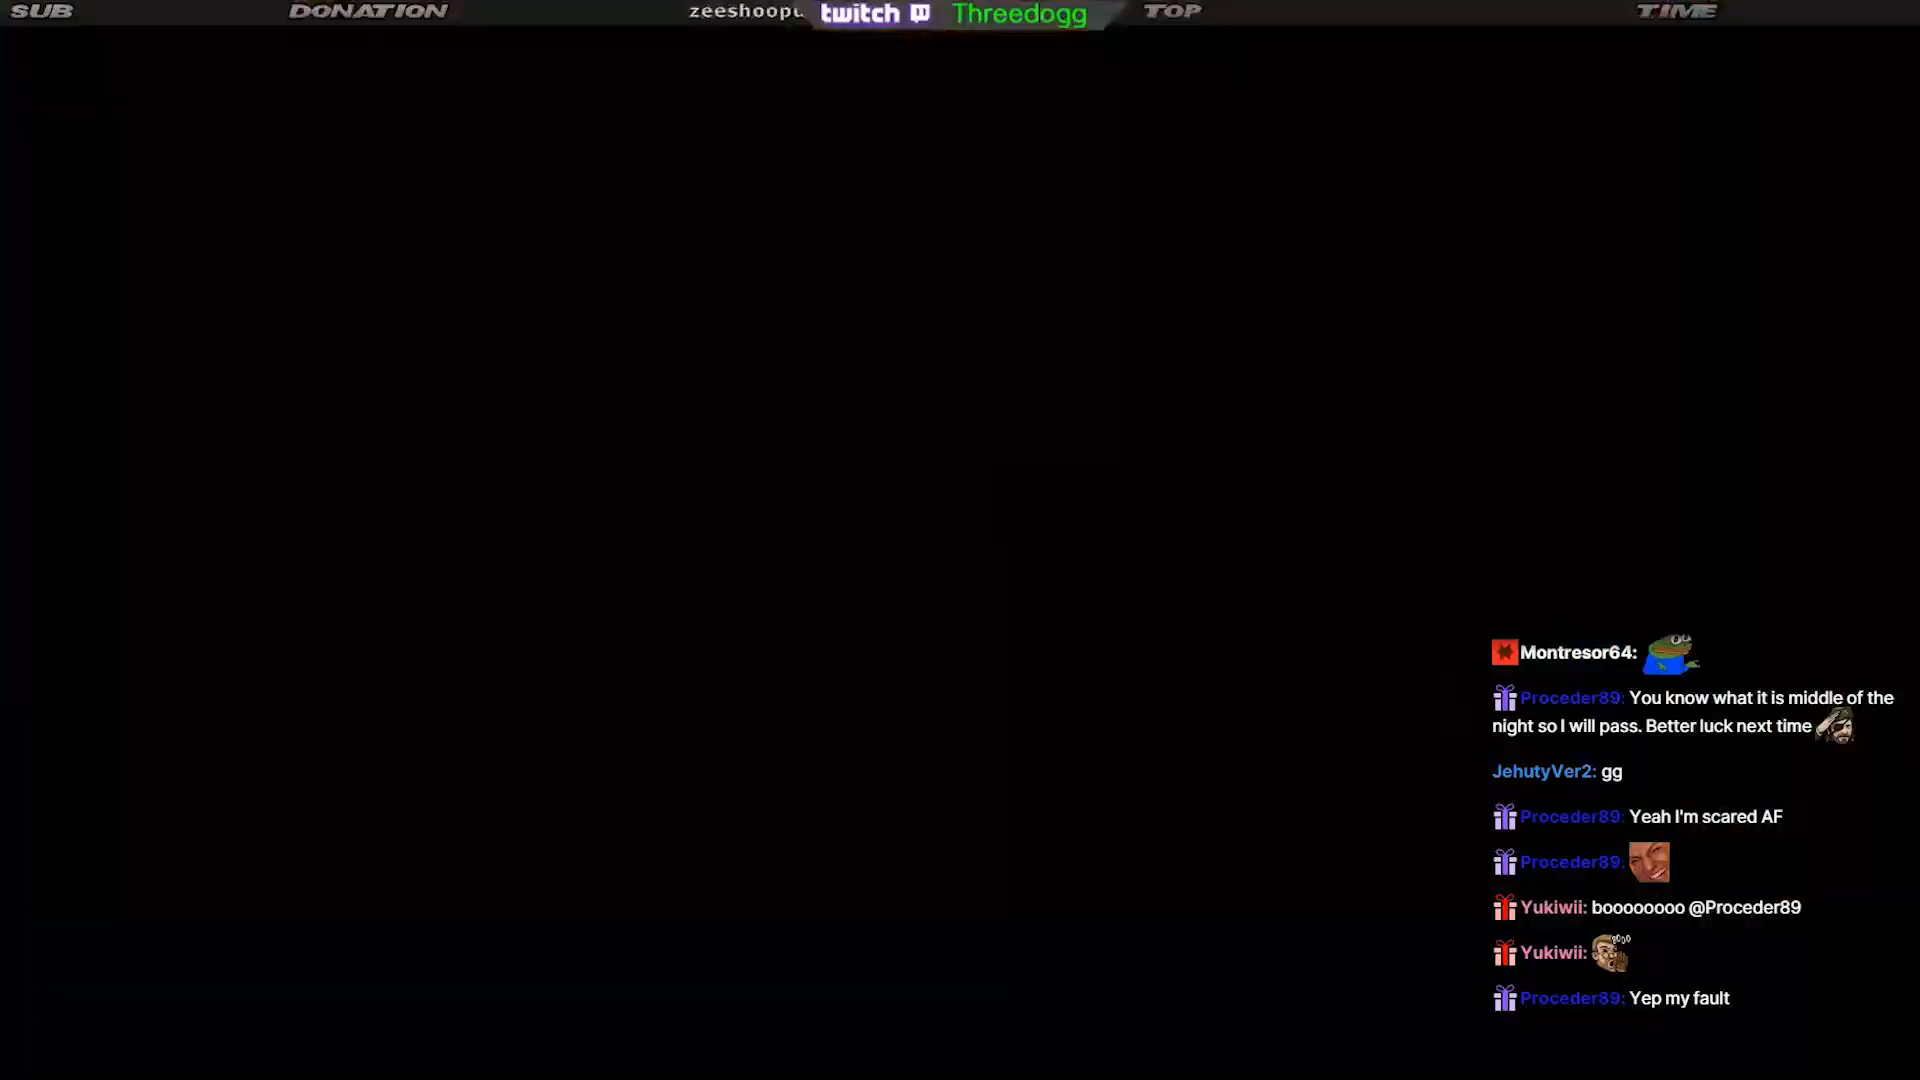 SUB DONATION twitch Threedogg TOP TIME
Montresor64:
Proceder89: You know what it is middle of the
night so I will pass. Better luck next time
JehutyVer2: gg
Proceder89: Yeah I'm scared AF
Proceder89:
Yukiwii: boooooooo @Proceder89
Yukiwii:
Proceder89: Yep my fault